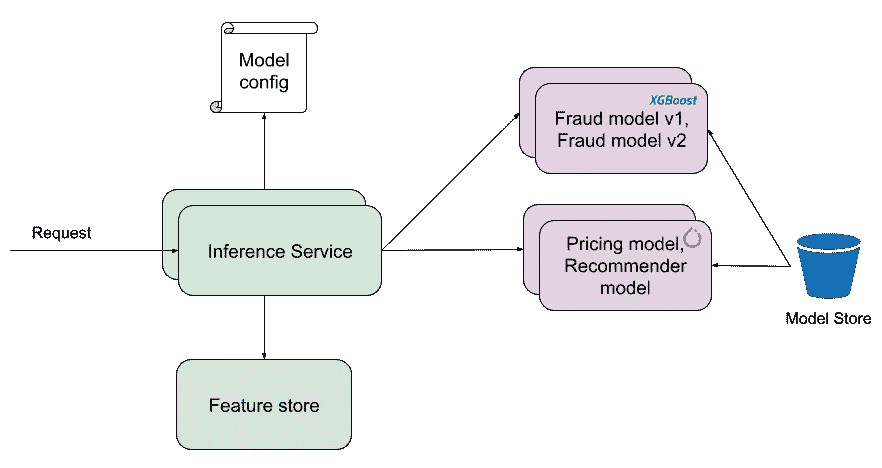 Model
config
XGBoost
Fraud model v1,
Fraud model v2
Request
Inference Service
Pricing model,
Recommender
model
Model Store
Feature store